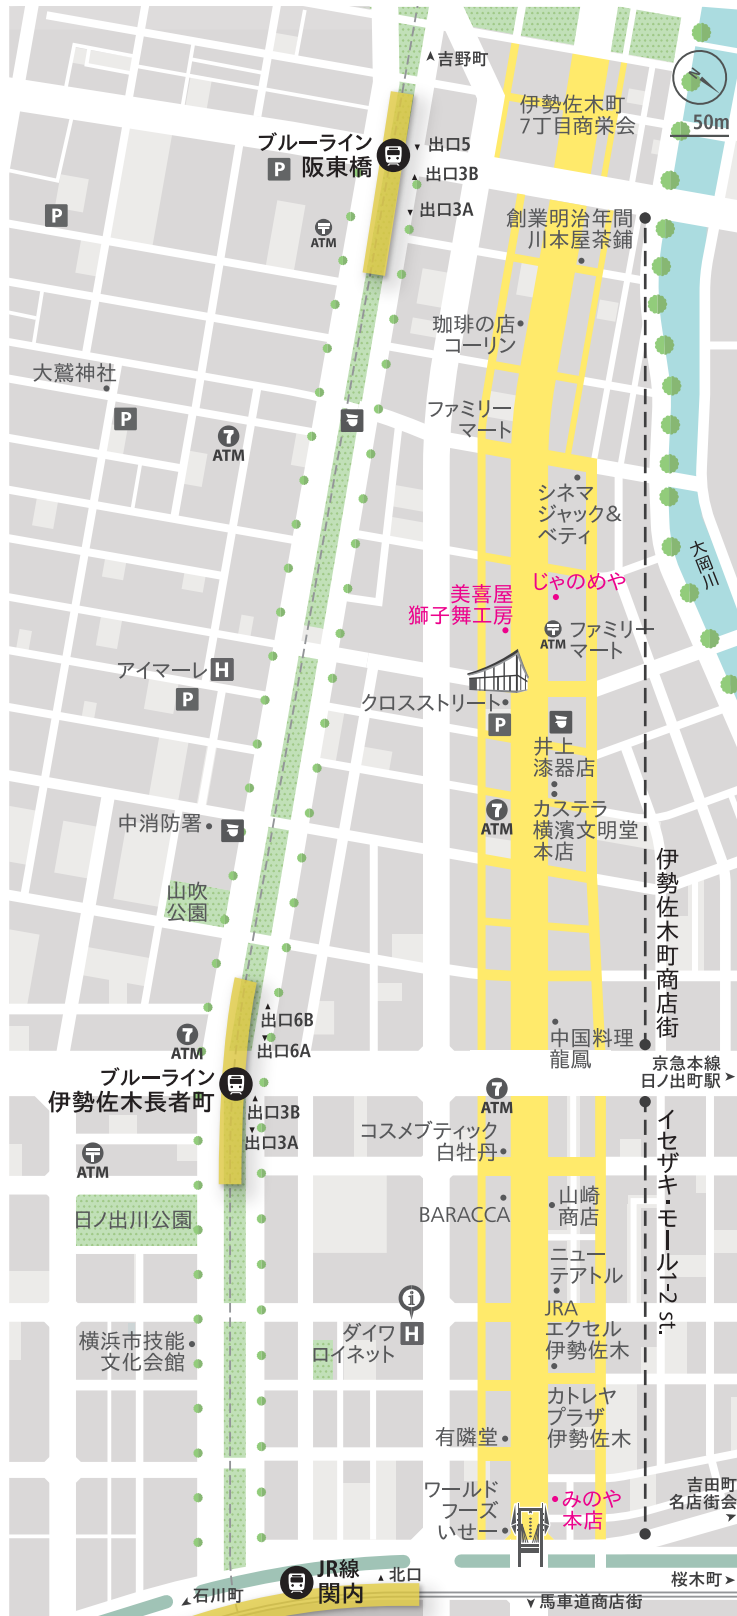 吉野町
N
50m
伊勢佐木町
7丁目商栄会
ブルーライン
阪東橋
出口5
出口3B
出口3A
P
P
ATM
創業明治年間
川本屋茶舗
珈琲の店
コーリン
大鷲神社
P
7
ATM
ファミリー
マート
シネマ
ジャック&
ベティ
大岡川
じゃのめや
美喜屋
獅子舞工房
ATM
ファミリー
マート
アイマーレ
H
P
クロスストリート
P
井上
漆器店
7
ATM
カステラ
横濱文明堂
本店
中消防署
山吹
公園
伊勢佐木町商店街
出口6B
出口6A
7
ATM
中国料理
龍鳳
京急本線
日ノ出町駅
ブルーライン
伊勢佐木長者町
出口3B
出口3A
7
ATM
ATM
コスメブティック
白牡丹
イセザキ・モール1-2 st.
日ノ出川公園
BARACCA
山崎
商店
ニュー
テアトル
i
JRA
エクセル
伊勢佐木
ダイワ
ロイネット
H
横浜市技能
文化会館
カトレヤ
プラザ
伊勢佐木
有隣堂
ワールド
フーズ
いせー
みのや
本店
吉田町
名店街会
JR線
関内
北口
石川町
桜木町
馬車道商店街